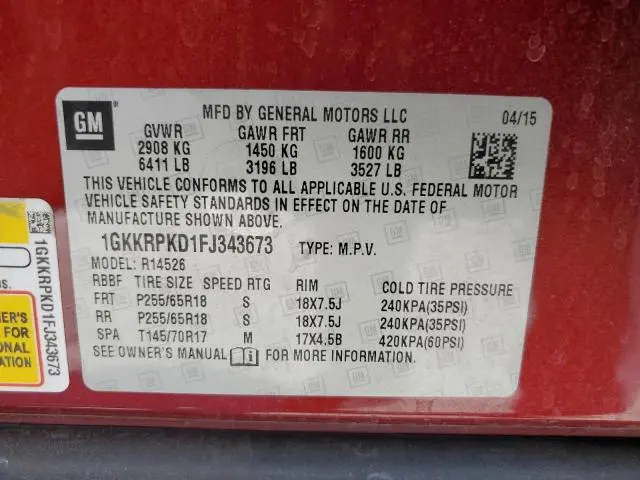 GM
MFD BY GENERAL MOTORS LLC 04/15
GVWR GAWR FRT GAWR RR
2908 KG 1450 KG 1600 KG
6411 LB 3196 LB 3527 LB
THIS VEHICLE CONFORMS TO ALL APPLICABLE U.S. FEDERAL MOTOR
VEHICLE SAFETY STANDARDS IN EFFECT ON THE DATE OF
MANUFACTURE SHOWN ABOVE.
1GKKRPKD1FJ343673 TYPE: M.P.V.
MODEL: R14526
RBBF TIRE SIZE SPEED RTG RIM COLD TIRE PRESSURE
FRT P255/65R18 S 18X7.5J 240KPA(35PSI)
RR P255/65R18 S 18X7.5J 240KPA(35PSI)
SPA T145/70R17 M 17X4.5B 420KPA(60PSI)
SEE OWNER'S MANUAL FOR MORE INFORMATION.
1GKKRPKD1FJ343673
ER'S
FOR
ONAL